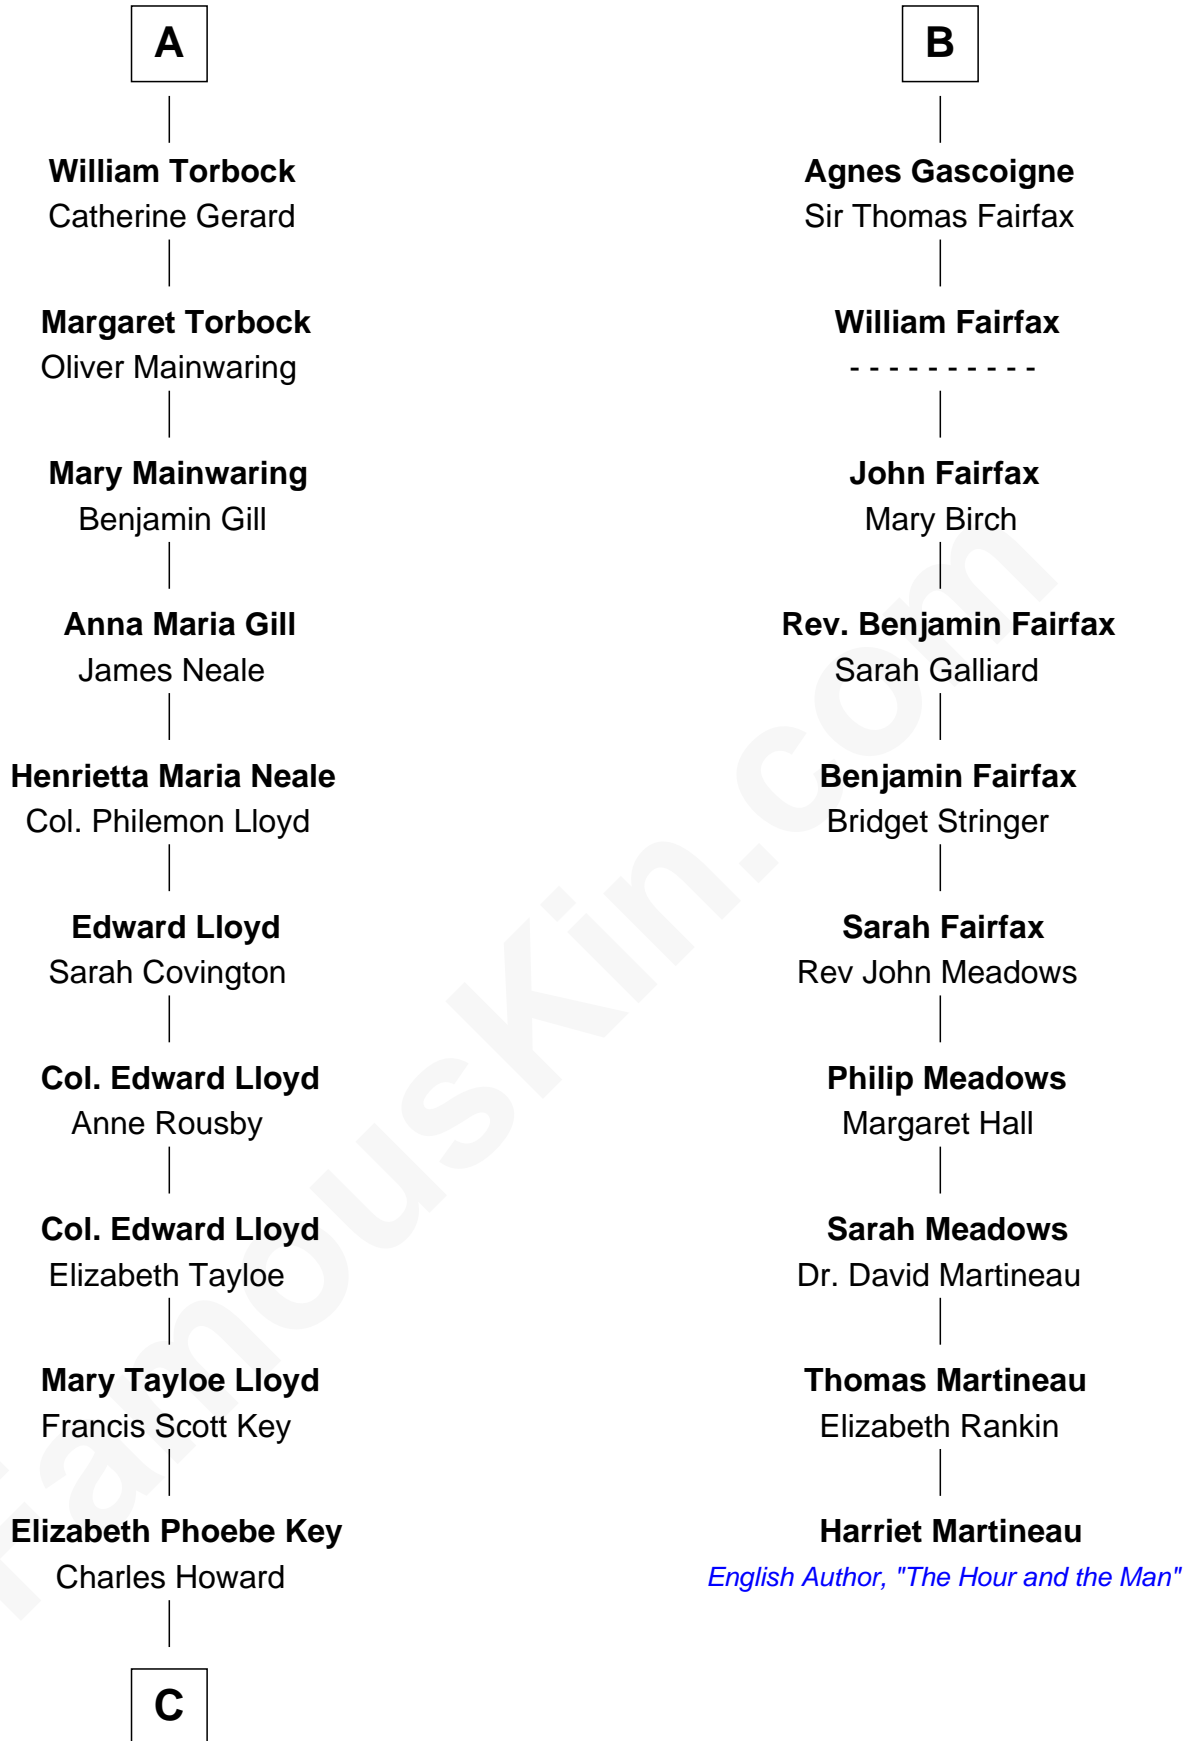 A
William Torbock
Catherine Gerard
Margaret Torbock
Oliver Mainwaring
Mary Mainwaring
Benjamin Gill
Anna Maria Gill
James Neale
Henrietta Maria Neale
Col. Philemon Lloyd
Edward Lloyd
Sarah Covington
Col. Edward Lloyd
Anne Rousby
Col. Edward Lloyd
Elizabeth Tayloe
Mary Tayloe Lloyd
Francis Scott Key
Elizabeth Phoebe Key
Charles Howard
C
B
Agnes Gascoigne
Sir Thomas Fairfax
William Fairfax
- - - - - - - - - -
John Fairfax
Mary Birch
Rev. Benjamin Fairfax
Sarah Galliard
Benjamin Fairfax
Bridget Stringer
Sarah Fairfax
Rev John Meadows
Philip Meadows
Margaret Hall
Sarah Meadows
Dr. David Martineau
Thomas Martineau
Elizabeth Rankin
Harriet Martineau
English Author, "The Hour and the Man"
FamousKin.com